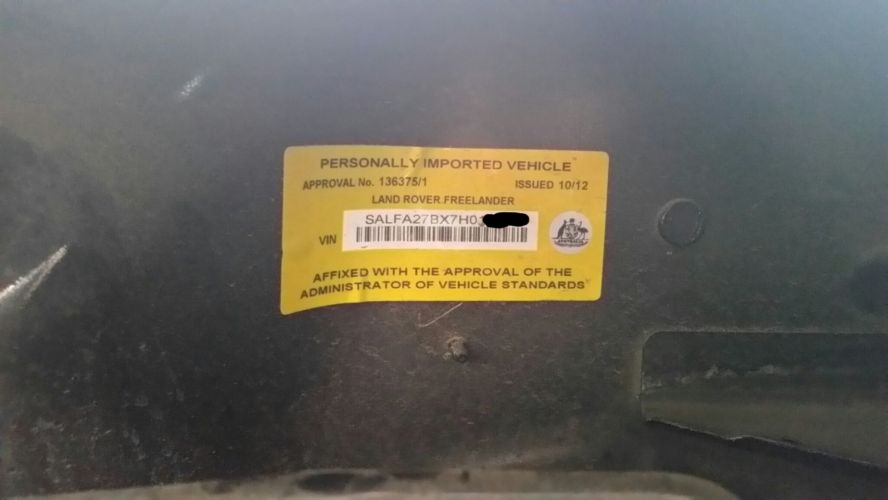 PERSONALLY IMPORTED VEHICLE
APPROVAL No. 136375/1 ISSUED 10/12
LAND ROVER FREELANDER
SALFA27BX7H0
VIN
AUSTRALIA
AFFIXED WITH THE APPROVAL OF THE
ADMINISTRATOR OF VEHICLE STANDARDS